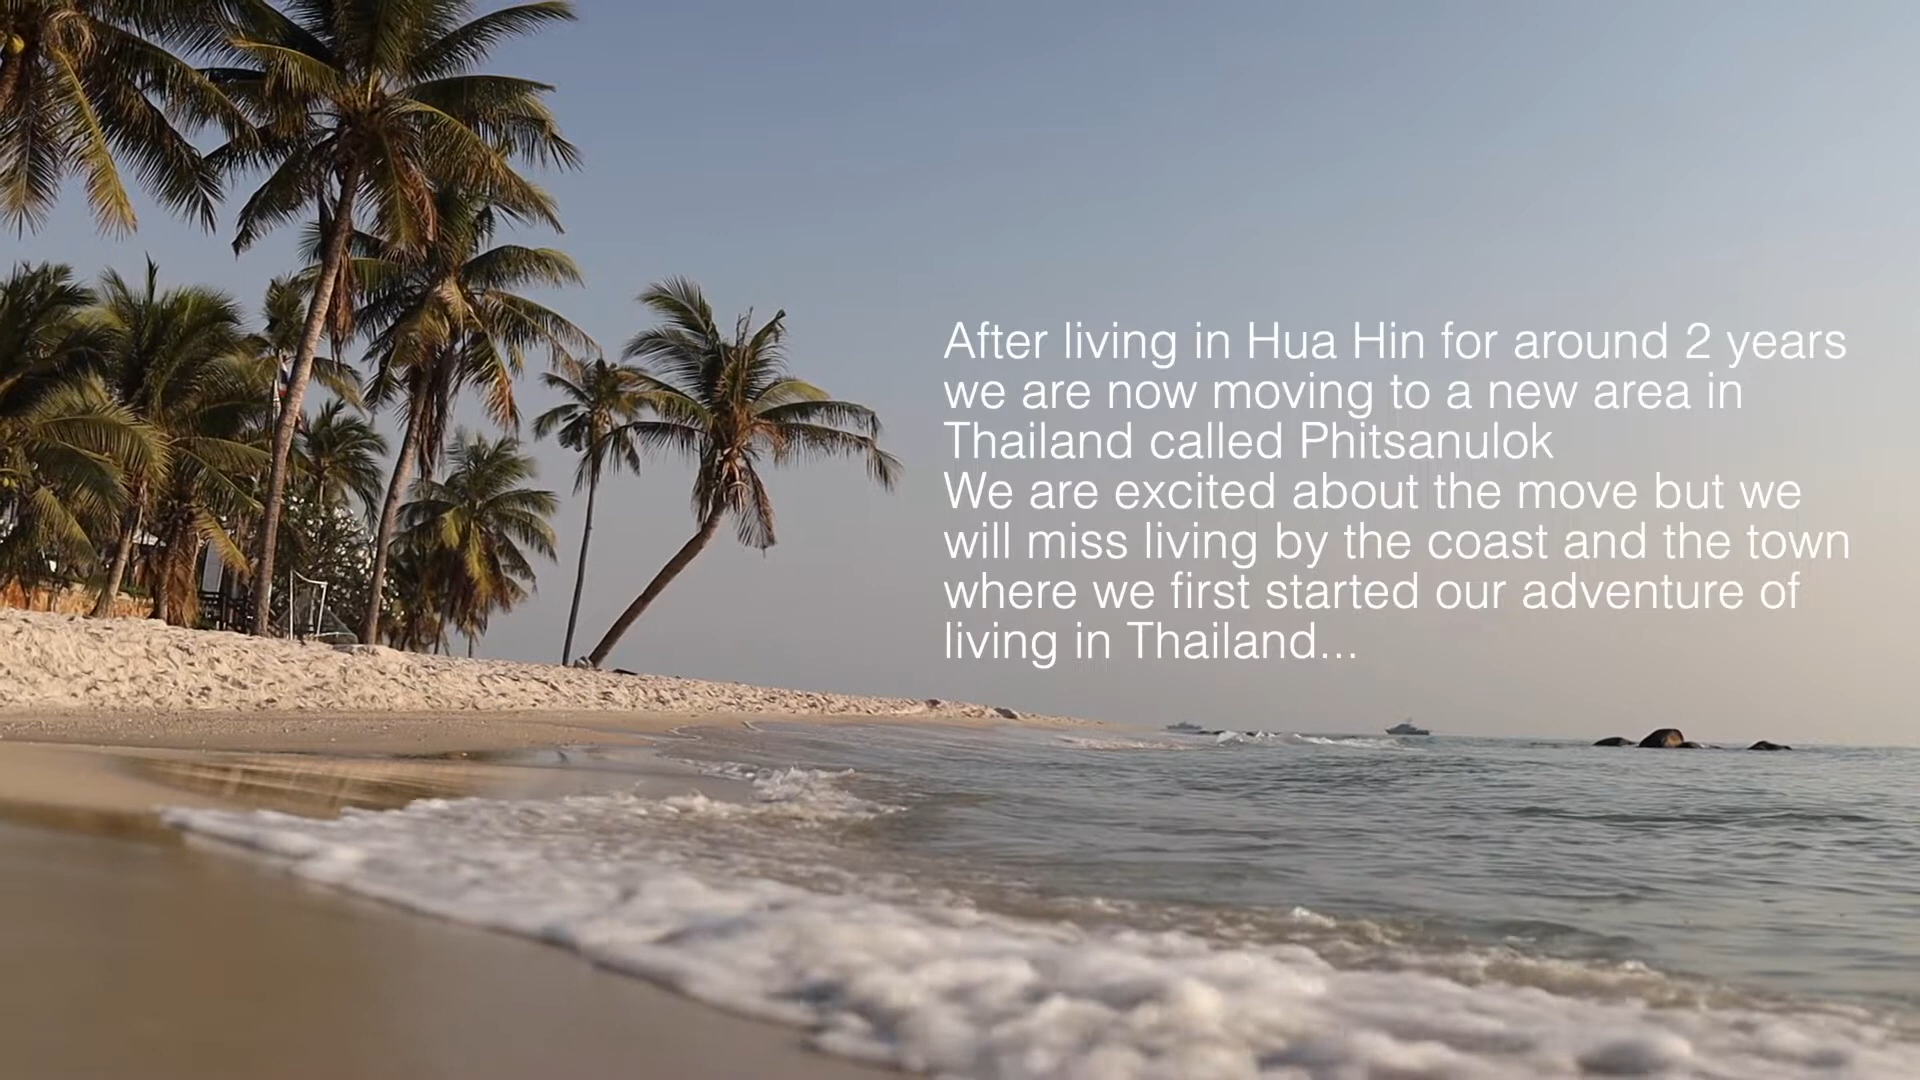 After living in Hua Hin for around 2 years
we are now moving to a new area in
Thailand called Phitsanulok
We are excited about the move but we
will miss living by the coast and the town
where we first started our adventure of
living in Thailand...